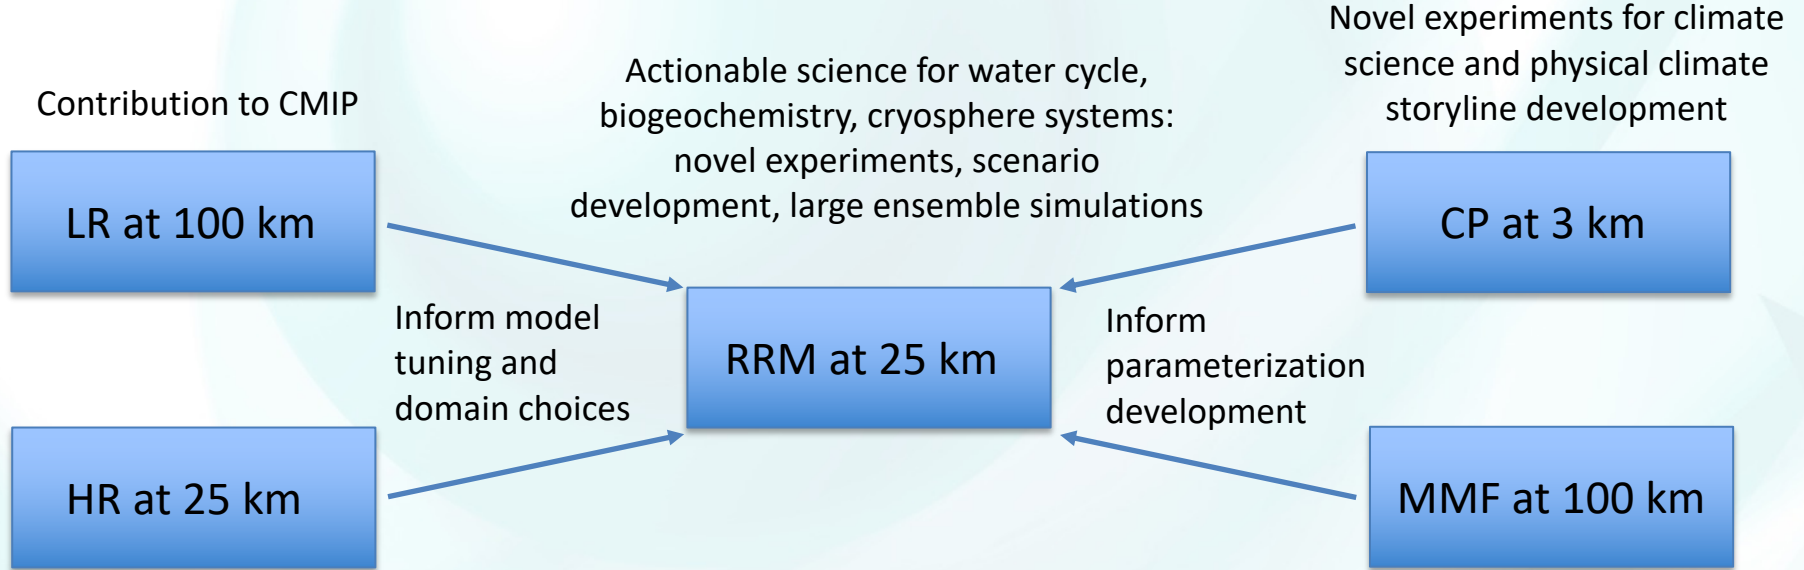 Contribution to CMIP
LR at 100 km
HR at 25 km
Inform model
tuning and
domain choices
Actionable science for water cycle,
biogeochemistry, cryosphere systems:
novel experiments, scenario
development, large ensemble simulations
RRM at 25 km
Inform
parameterization
development
Novel experiments for climate
science and physical climate
storyline development
CP at 3 km
MMF at 100 km